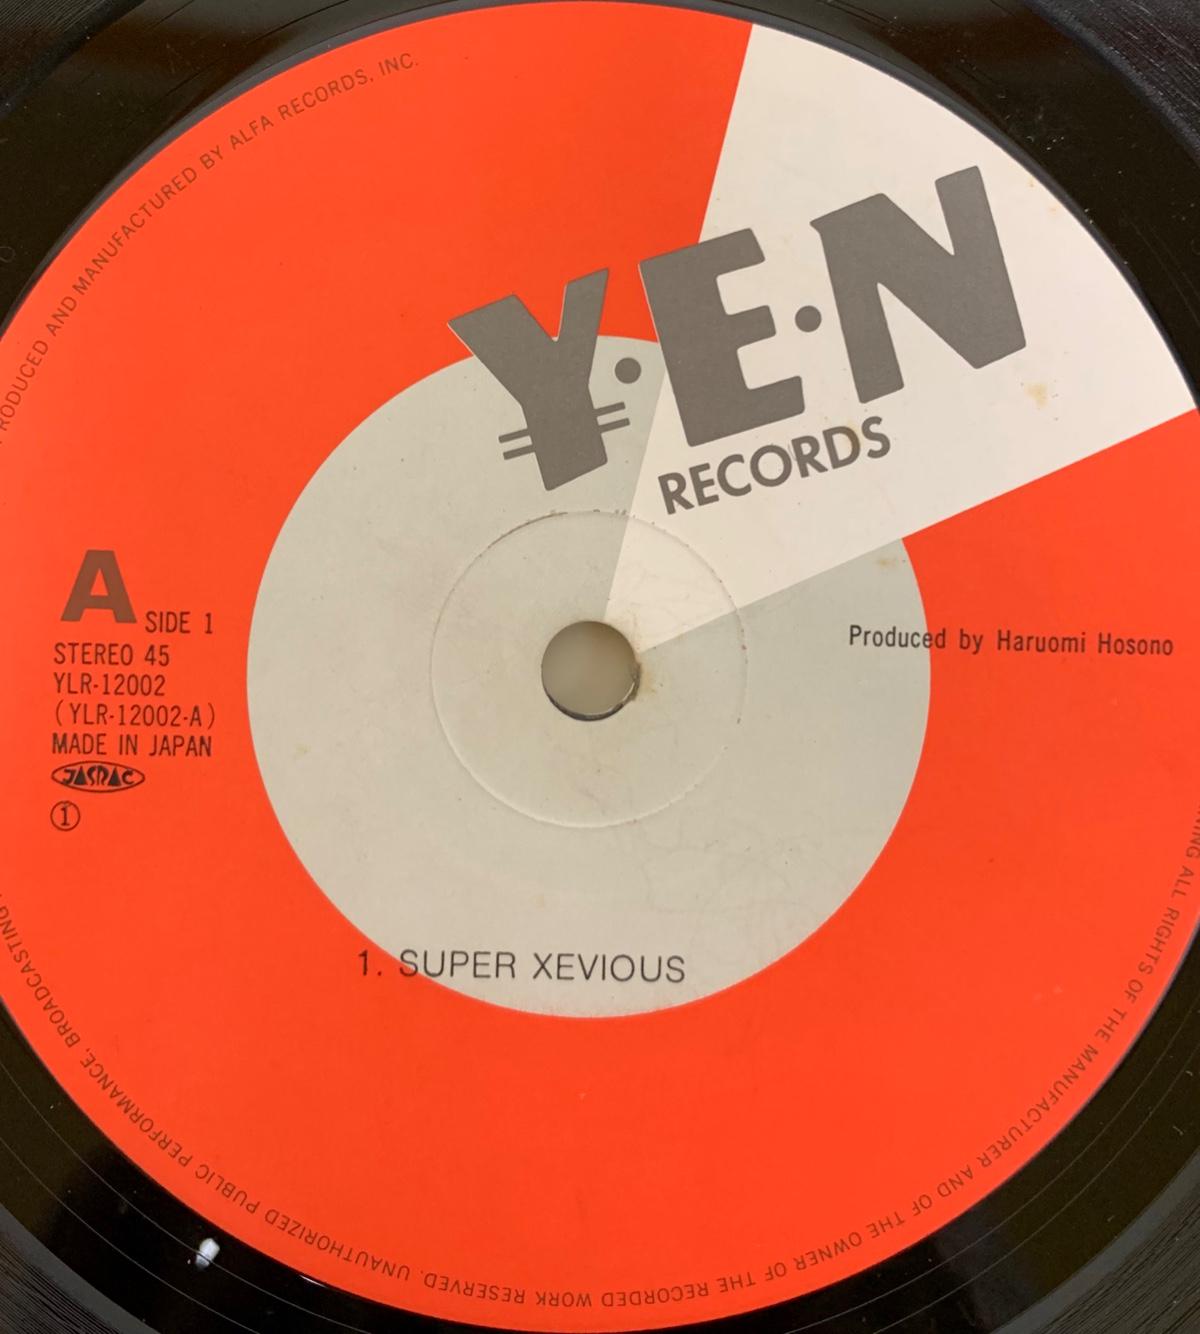 PRODUCED AND MANUFACTURED BY ALFA RECORDS, INC.
Y·E·N
RECORDS
A SIDE 1
STEREO 45
YLR-12002
(YLR-12002-A)
MADE IN JAPAN
JASRAC
①
Produced by Haruomi Hosono
1. SUPER XEVIOUS
ALL RIGHTS OF THE MANUFACTURER AND OF THE OWNER OF THE RECORDED WORK RESERVED. UNAUTHORIZED PUBLIC PERFORMANCE, BROADCASTING